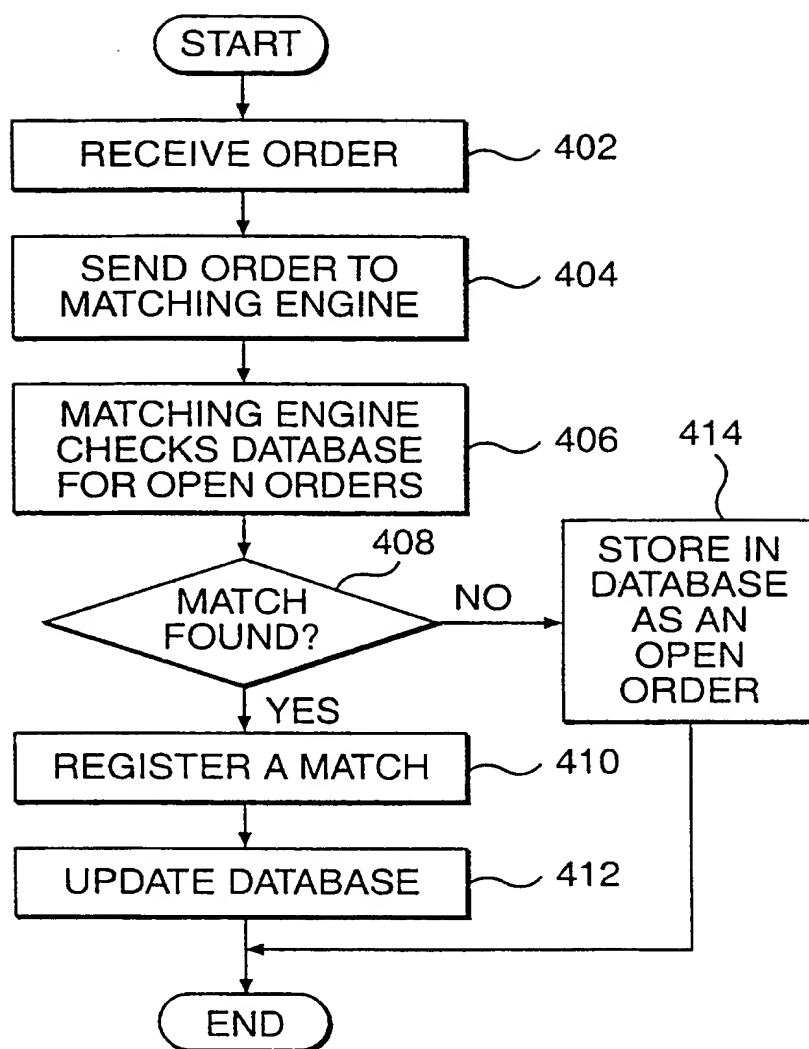 START
RECEIVE ORDER
402
SEND ORDER TO
MATCHING ENGINE
404
MATCHING ENGINE
CHECKS DATABASE
FOR OPEN ORDERS
406
408
MATCH
FOUND?
NO
414
STORE IN
DATABASE
AS AN
OPEN
ORDER
YES
REGISTER A MATCH
410
UPDATE DATABASE
412
END